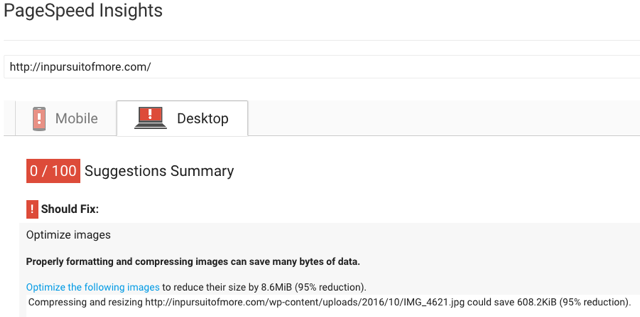 PageSpeed Insights
http://inpursuitofmore.com/
Mobile
Desktop
0 / 100 Suggestions Summary
! Should Fix:
Optimize images
Properly formatting and compressing images can save many bytes of data.
Optimize the following images to reduce their size by 8.6MiB (95% reduction).
Compressing and resizing http://inpursuitofmore.com/wp-content/uploads/2016/10/IMG_4621.jpg could save 608.2KiB (95% reduction).